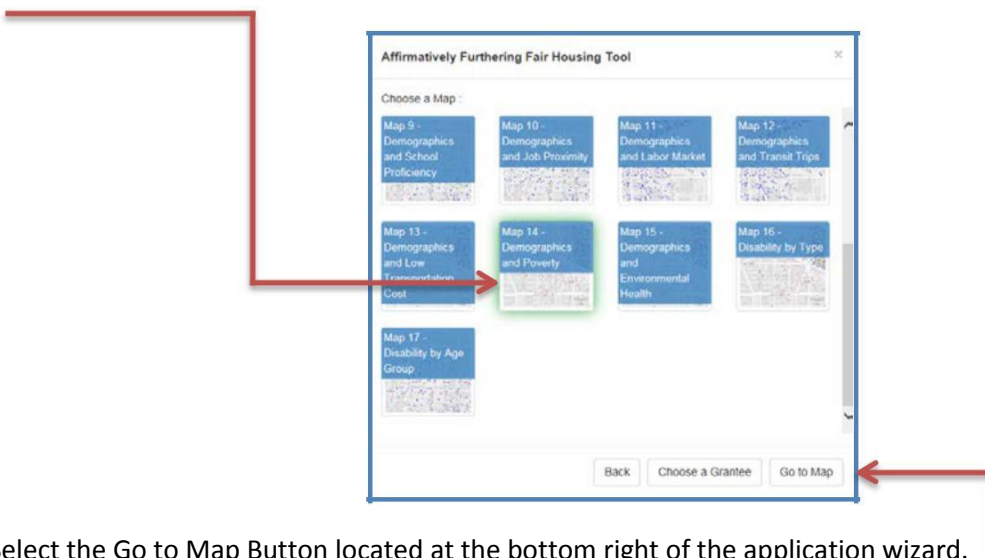 Affirmatively Furthering Fair Housing Tool ×
Choose a Map :
Map 9 -
Demographics
and School
Proficiency
Map 10 -
Demographics
and Job Proximity
Map 11 -
Demographics
and Labor Market
Map 12 -
Demographics
and Transit Trips
Map 13 -
Demographics
and Low
Transportation
Cost
Map 14 -
Demographics
and Poverty
Map 15 -
Demographics
and
Environmental
Health
Map 16 -
Disability by Type
Map 17 -
Disability by Age
Group
Back Choose a Grantee Go to Map
the Go to Map Button located at the bottom right of the application wizard.